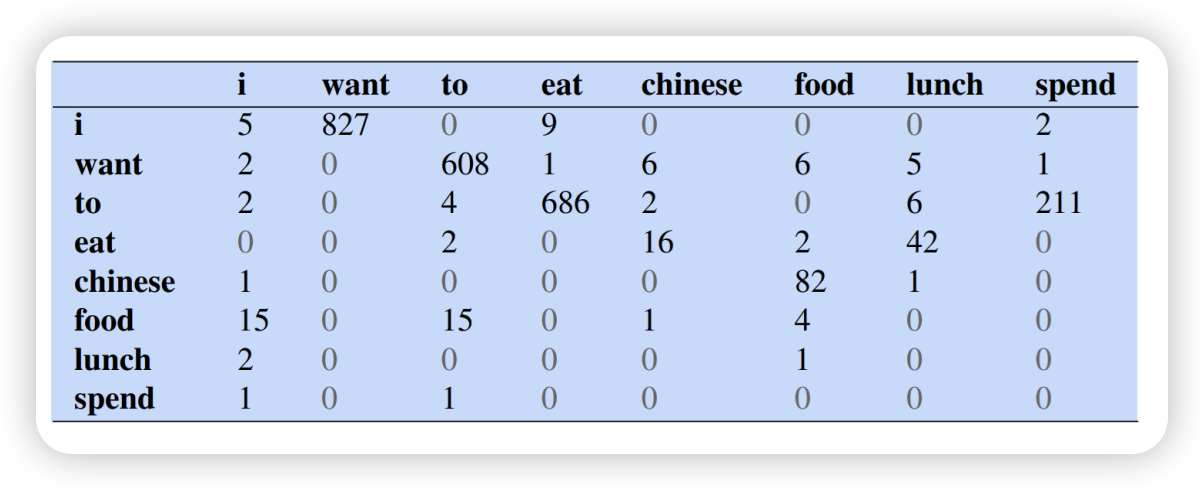 i want to eat chinese food lunch spend
i 5 827 0 9 0 0 0 2
want 2 0 608 1 6 6 5 1
to 2 0 4 686 2 0 6 211
eat 0 0 2 0 16 2 42 0
chinese 1 0 0 0 0 82 1 0
food 15 0 15 0 1 4 0 0
lunch 2 0 0 0 0 1 0 0
spend 1 0 1 0 0 0 0 0